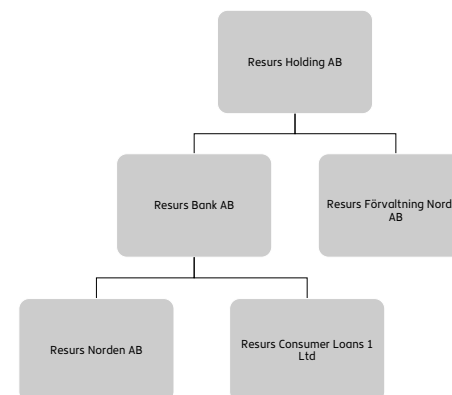 Resurs Holding AB
Resurs Bank AB
Resurs Förvaltning Nord
AB
Resurs Norden AB
Resurs Consumer Loans 1
Ltd